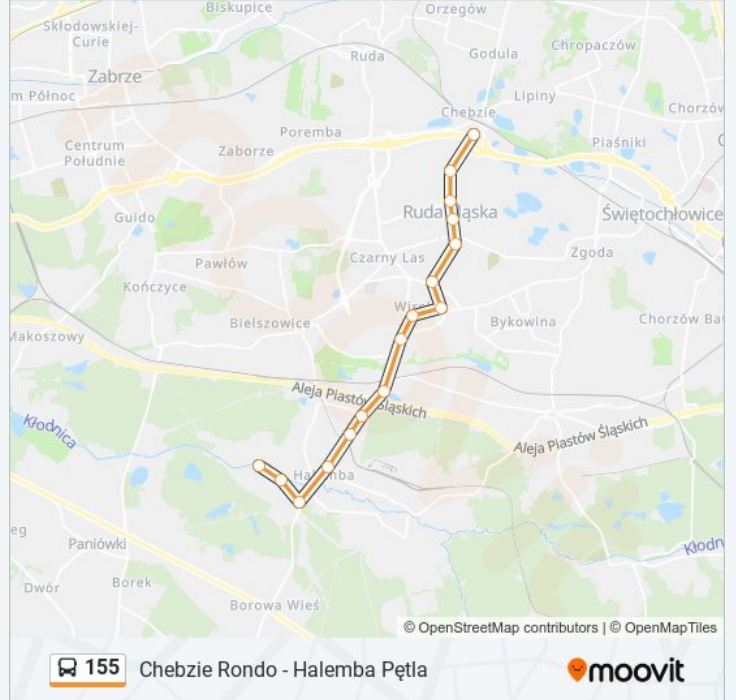 Biskupice
Orzegów
Skłodowskiej-
Curie
Ruda
Godula
Chropaczów
Zabrze
m Północ
Lipiny
Chebzie
Chorzów
Centrum
Południe
Poremba
Zaborze
Piaśniki
Guido
Ruda Śląska
Świętochłowice
Pawłów
Czarny Las
Zgoda
Kończyce
Wirek
Bielszowice
Bykowina
Chorzów Bat
Makoszowy
Aleja Piastów Śląskich
Kłodnica
Aleja Piastów Śląskich
Halemba
eg
Paniówki
Kłodn
Dwór
Borek
Borowa Wieś
© OpenStreetMap contributors | © OpenMapTiles
155 Chebzie Rondo - Halemba Pętla
moovit